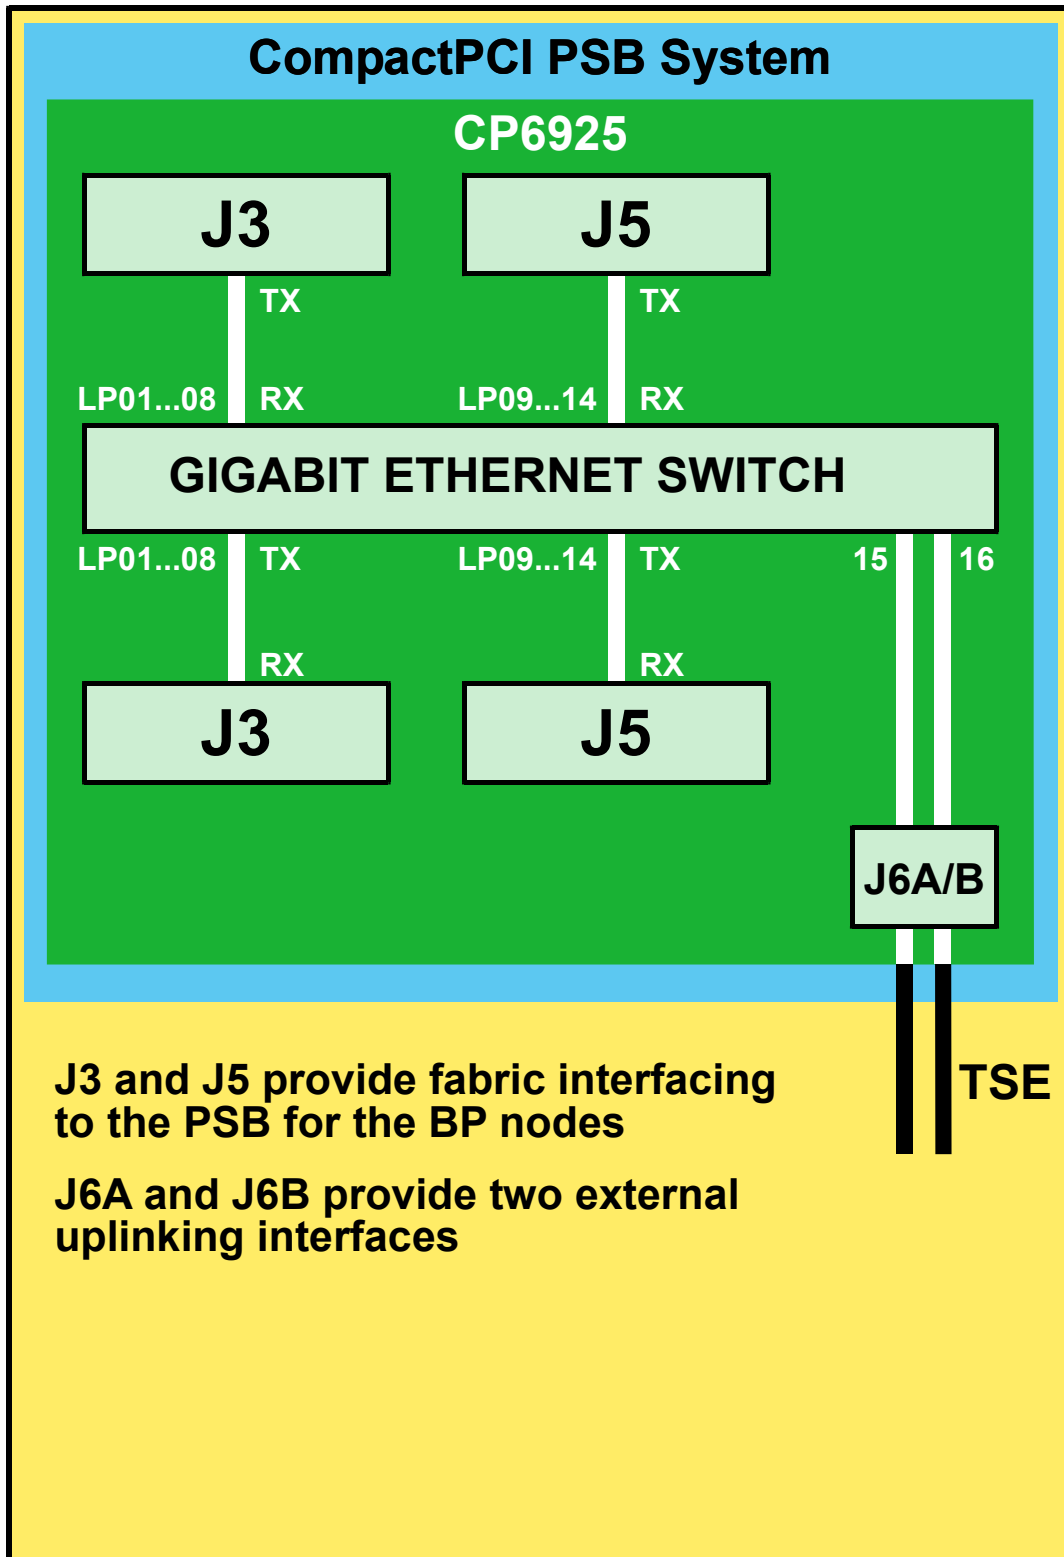 CompactPCI PSB System
CP6925
J3 J5
TX TX
LP01...08 RX LP09...14 RX
GIGABIT ETHERNET SWITCH
LP01...08 TX LP09...14 TX 15 16
RX RX
J3 J5
J6A/B
TSE
J3 and J5 provide fabric interfacing
to the PSB for the BP nodes
J6A and J6B provide two external
uplinking interfaces